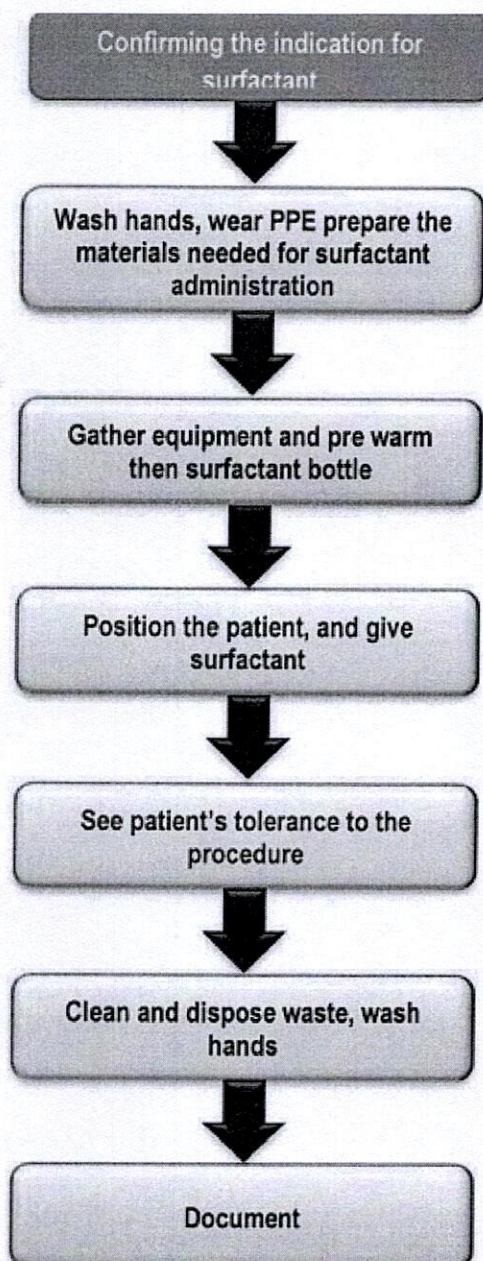 Confirming the indication for
surfactant
Wash hands, wear PPE prepare the
materials needed for surfactant
administration
Gather equipment and pre warm
then surfactant bottle
Position the patient, and give
surfactant
See patient's tolerance to the
procedure
Clean and dispose waste, wash
hands
Document